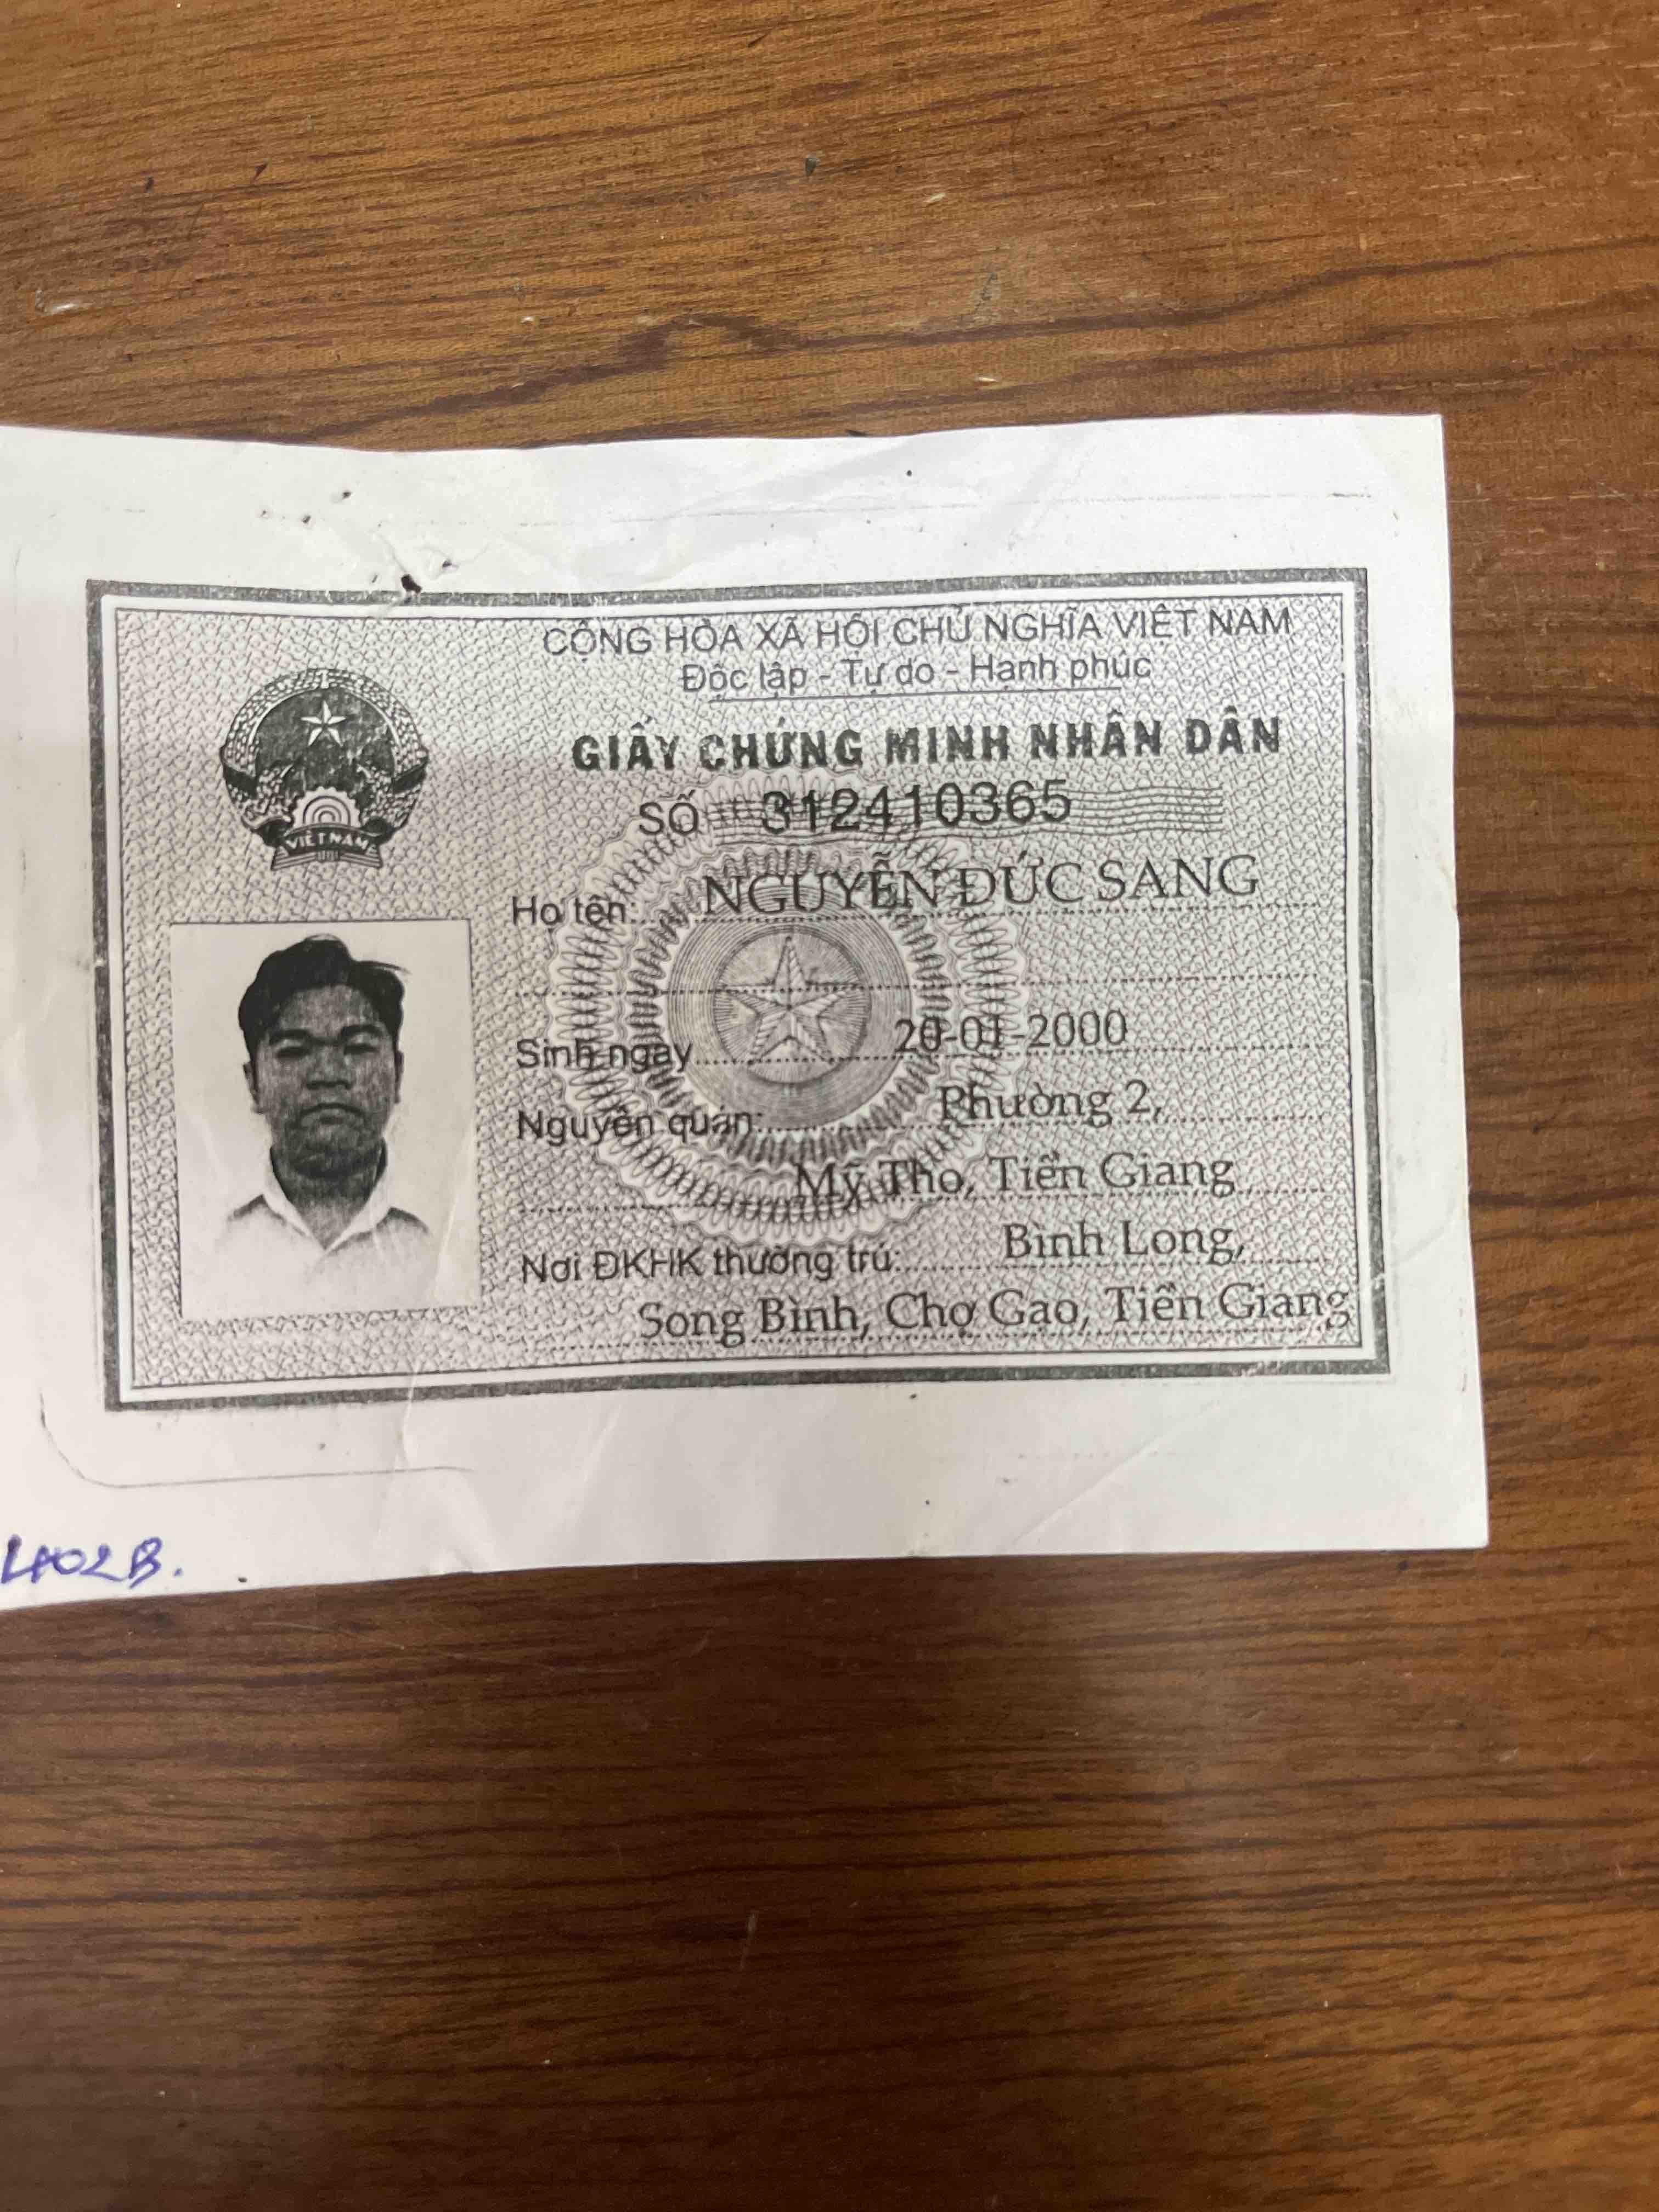 CỘNG HÒA XÃ HỘI CHỦ NGHĨA VIỆT NAM
Độc lập - Tự do - Hạnh phúc
GIẤY CHỨNG MINH NHÂN DÂN
SỐ 312410365
VIỆT NAM
Họ tên: NGUYỄN ĐỨC SANG
Sinh ngày 20-01-2000
Nguyên quán: Phường 2,
Mỹ Tho, Tiền Giang
Nơi ĐKHK thường trú: Bình Long,
Song Bình, Chợ Gạo, Tiền Giang